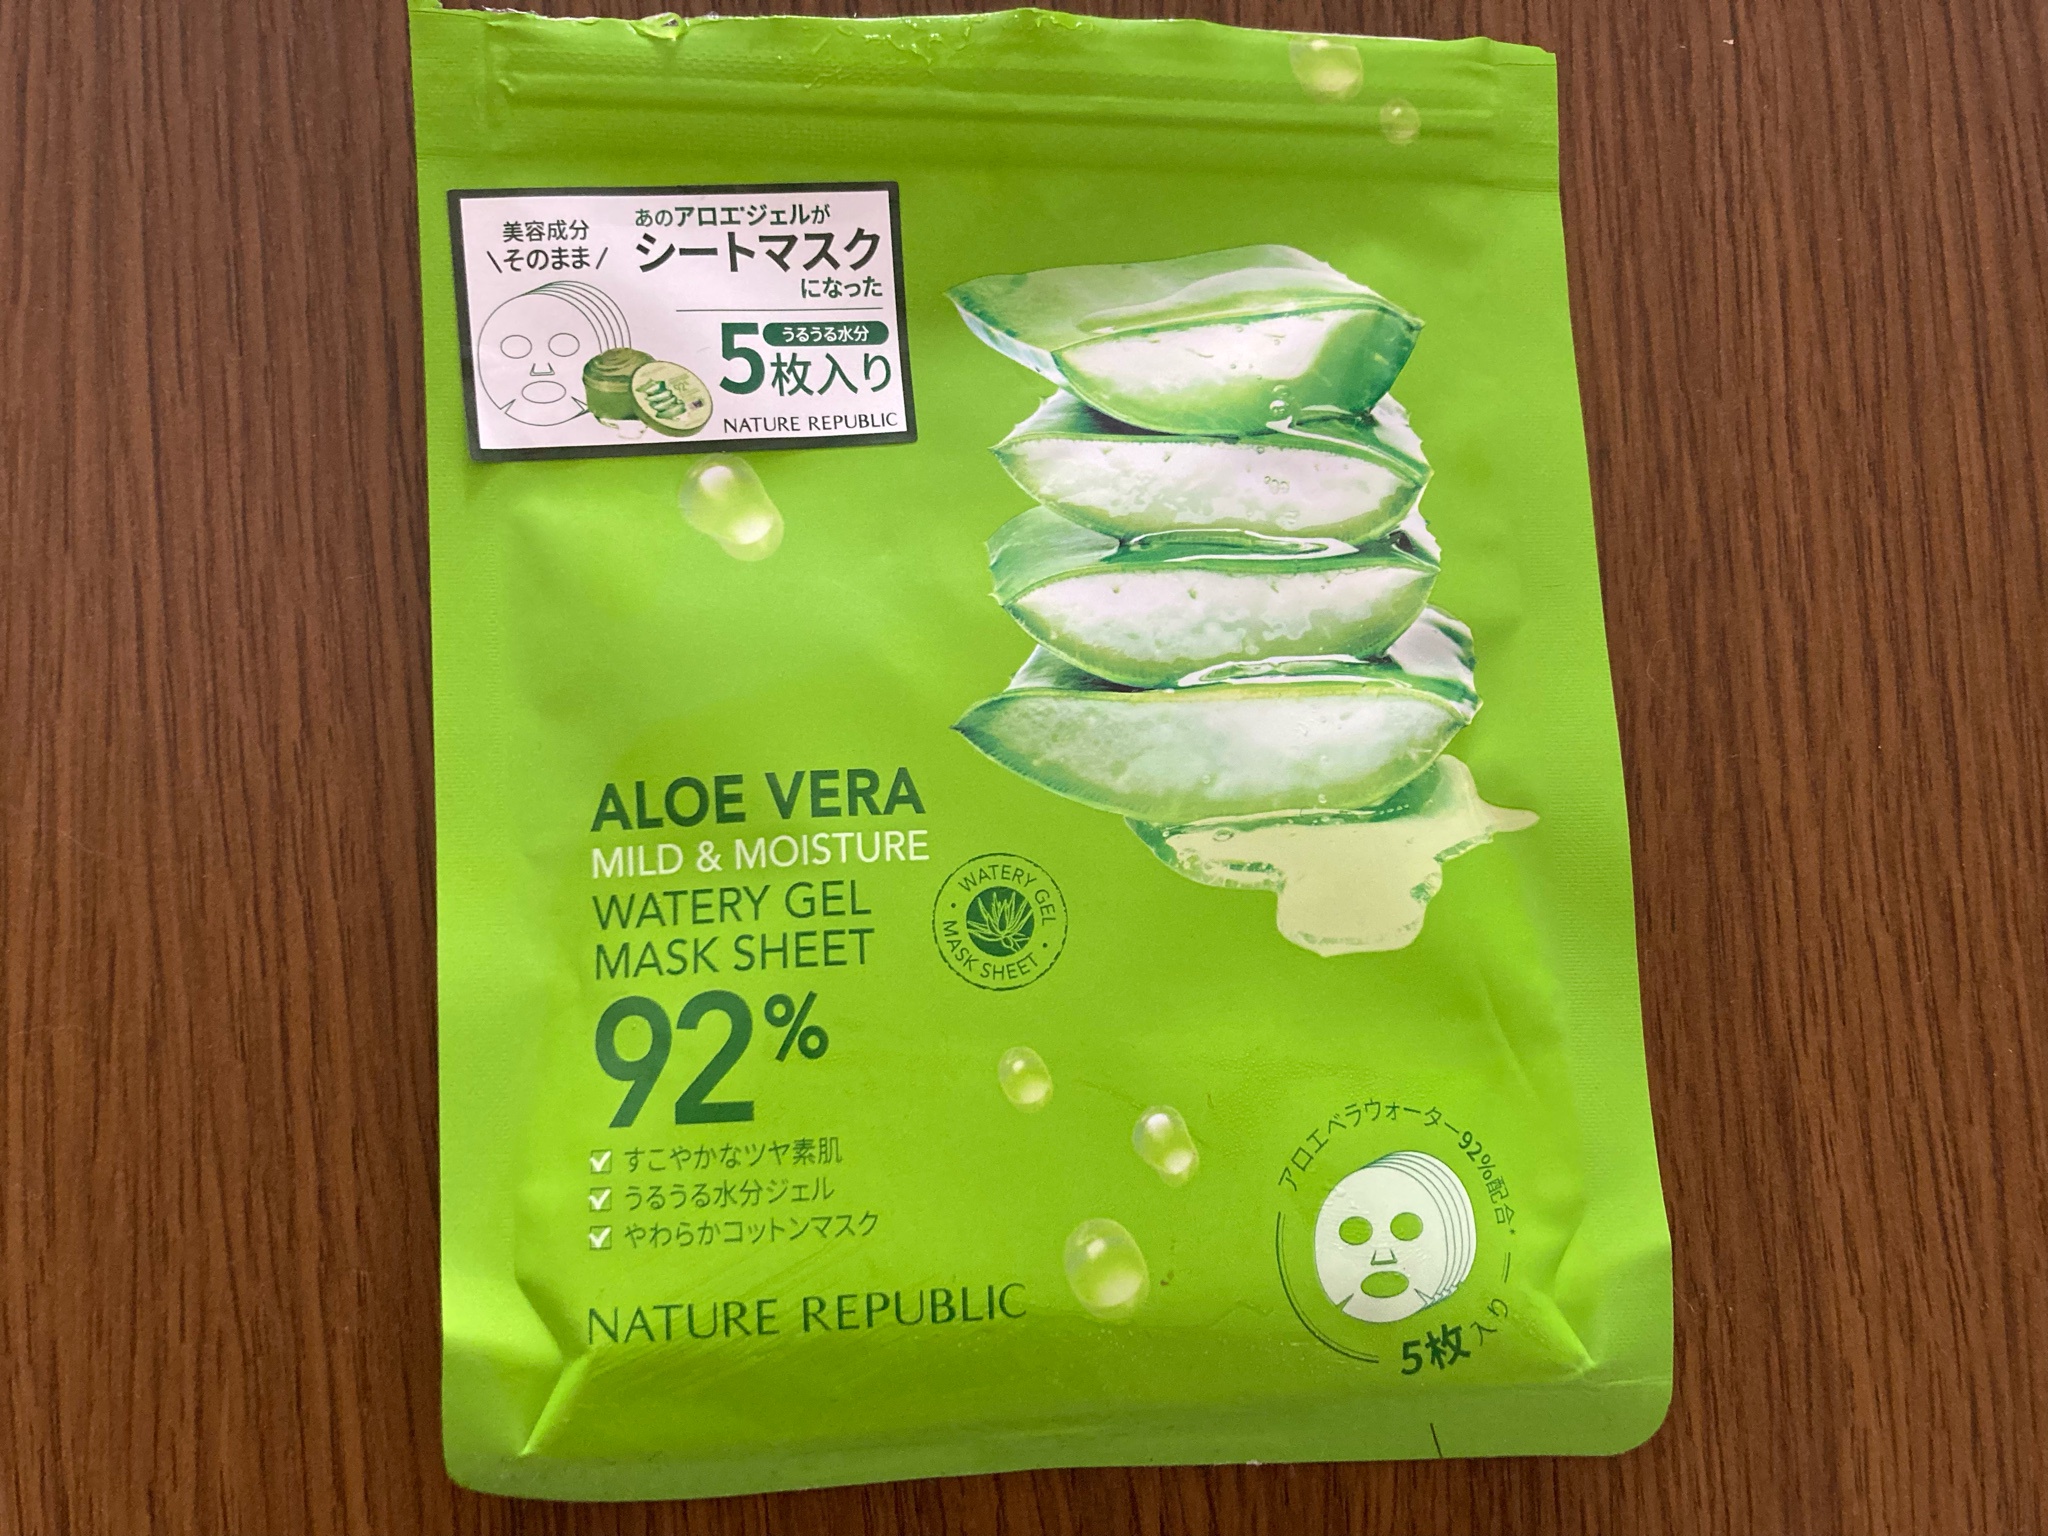 美容成分
\そのまま/
あのアロエ*ジェルが
シートマスク
になった
うるうる水分
5枚入り
NATURE REPUBLIC
ALOE VERA
MILD & MOISTURE
WATERY GEL
MASK SHEET
92%
WATERY GEL
MASK SHEET
すこやかなツヤ素肌
うるうる水分ジェル
やわらかコットンマスク
NATURE REPUBLIC
アロエベラウォーター92%配合*
5枚入り